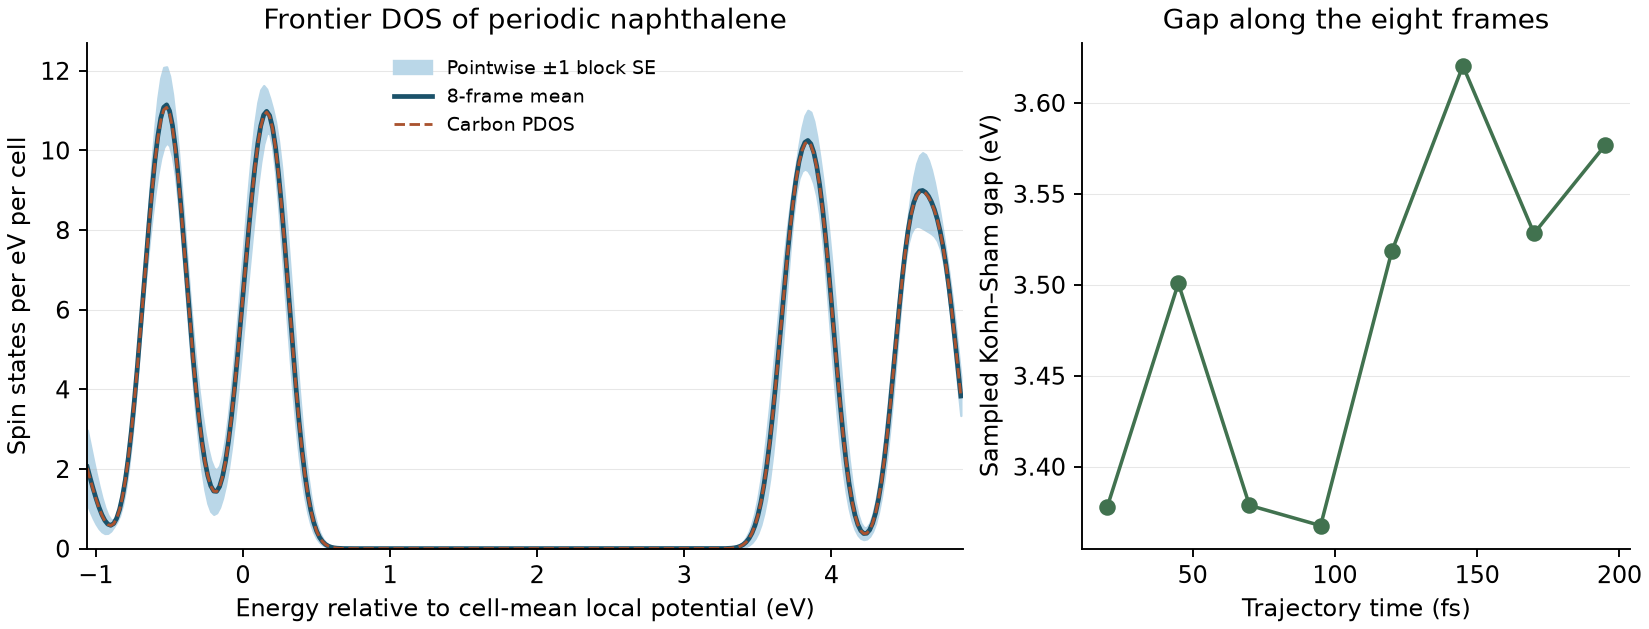 Frontier DOS of periodic naphthalene
Spin states per eV per cell
12
10
8
6
4
2
0
Pointwise ±1 block SE
8-frame mean
Carbon PDOS
−1
0
1
2
3
4
Energy relative to cell-mean local potential (eV)
Gap along the eight frames
Sampled Kohn–Sham gap (eV)
3.60
3.55
3.50
3.45
3.40
50
100
150
200
Trajectory time (fs)